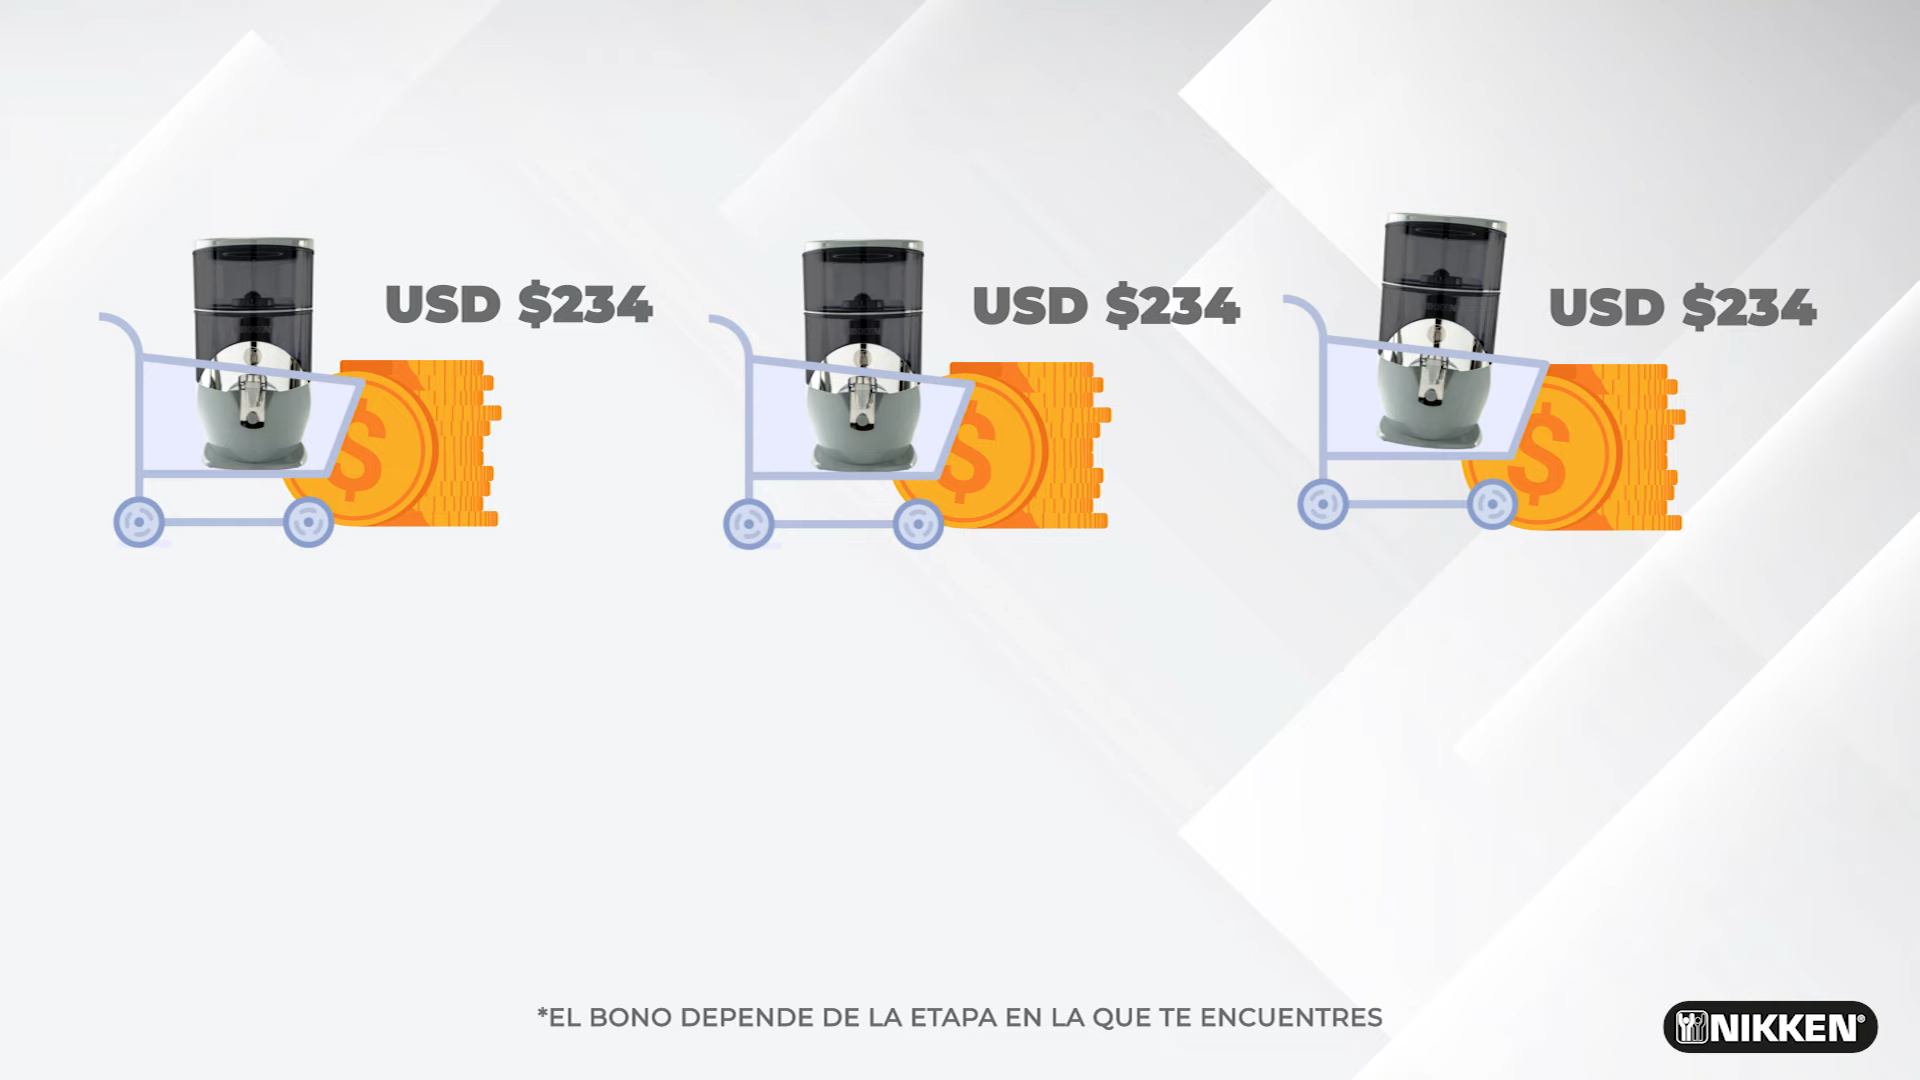 USD $234
USD $234
USD $234
*EL BONO DEPENDE DE LA ETAPA EN LA QUE TE ENCUENTRES
NIKKEN®